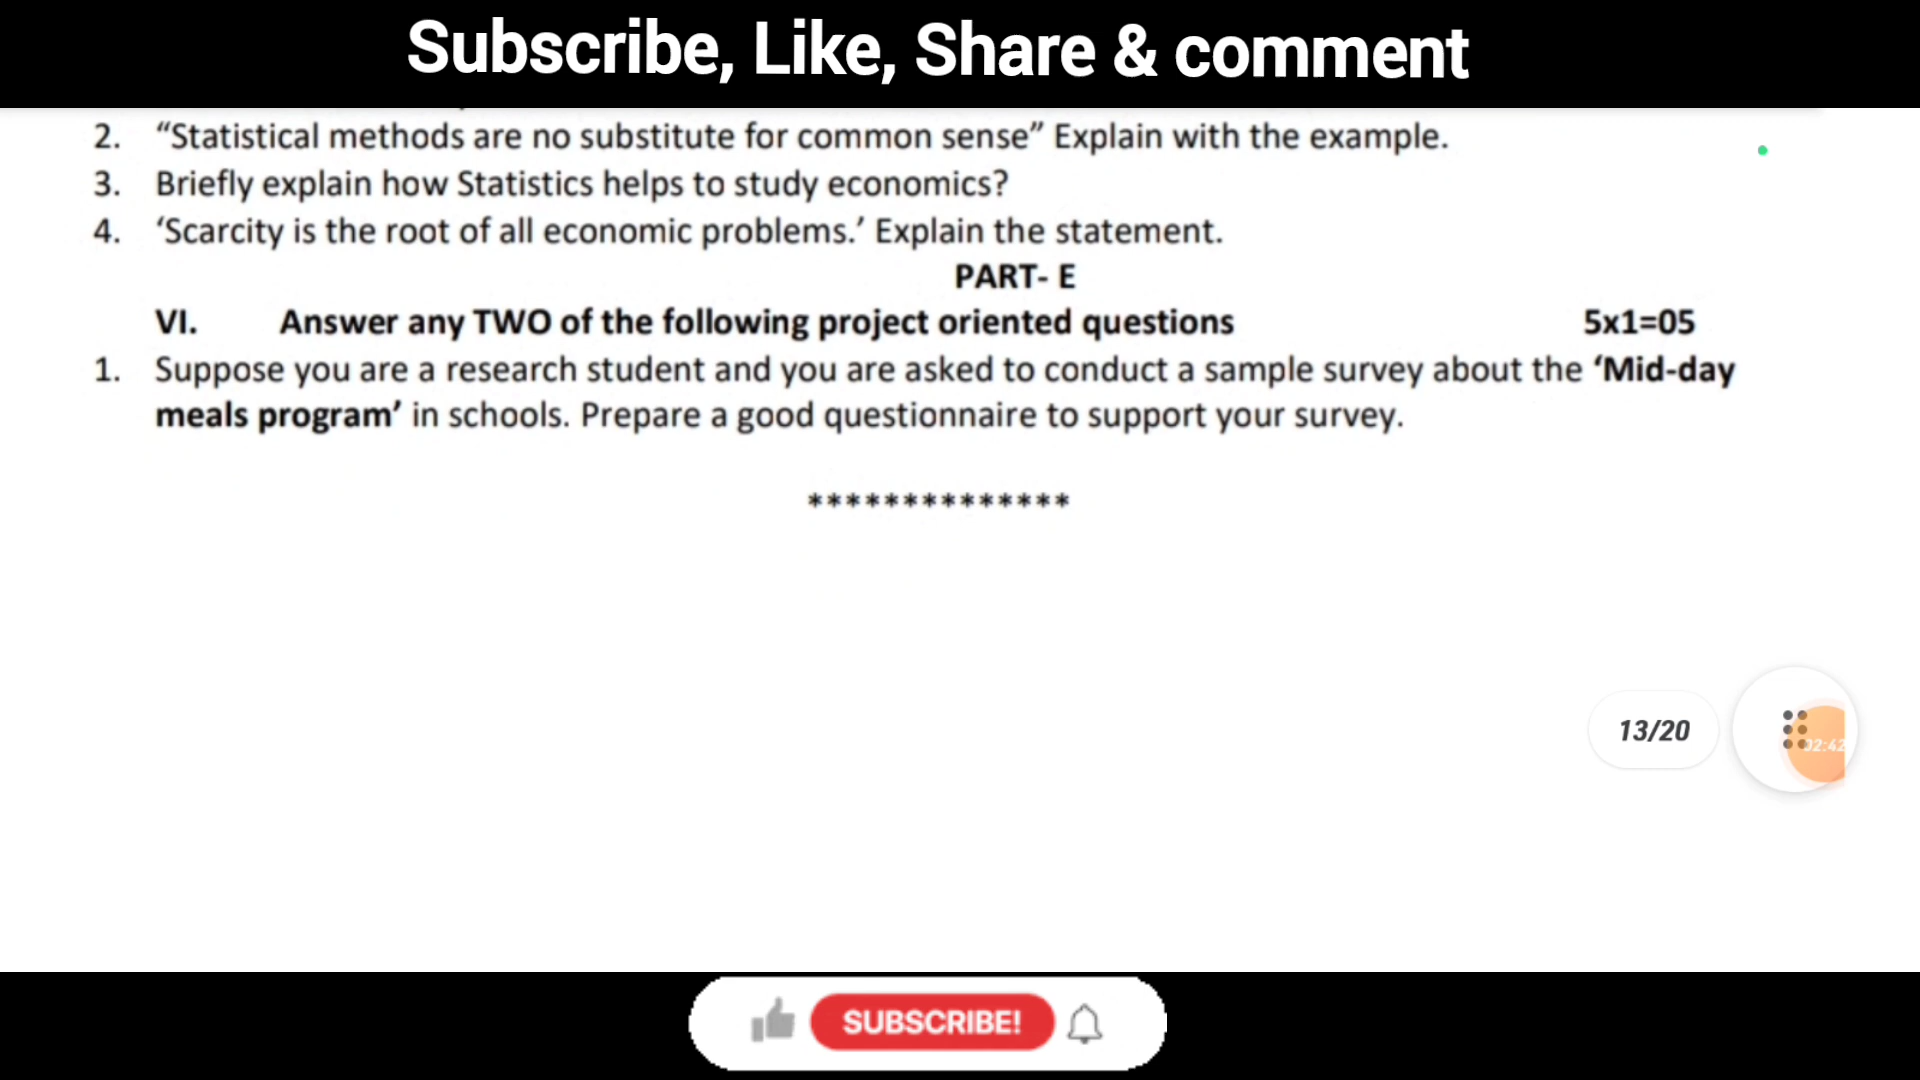 Subscribe, Like, Share & comment
2. “Statistical methods are no substitute for common sense” Explain with the example.
3. Briefly explain how Statistics helps to study economics?
4. ‘Scarcity is the root of all economic problems.’ Explain the statement.
PART- E
VI. Answer any TWO of the following project oriented questions 5x1=05
1. Suppose you are a research student and you are asked to conduct a sample survey about the ‘Mid-day
meals program’ in schools. Prepare a good questionnaire to support your survey.
**************
13/20
02:42
SUBSCRIBE!